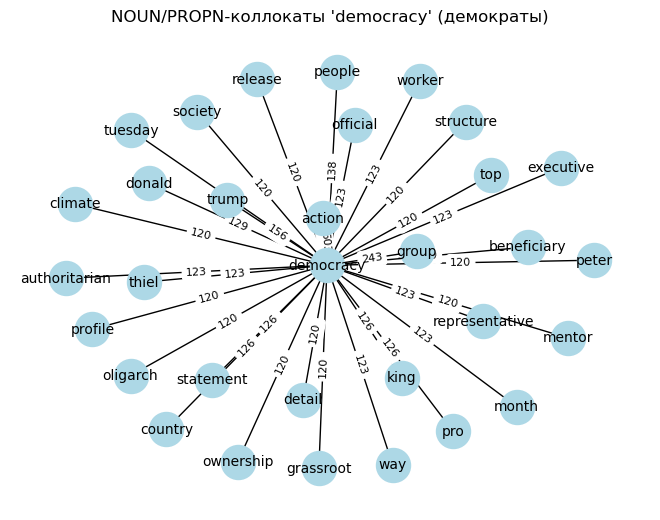 NOUN/PROPN-коллокаты 'democracy' (демократы)
people
release
worker
society
official
structure
tuesday
120
executive
138
top
donald
123
123
120
trump
climate
120
action
120
123
129
156
120
group
beneficiary
243
democracy
120
peter
authoritarian
123
123
thiel
123
120
120
representative
profile
120
126
126
126
126
120
123
mentor
oligarch
statement
120
120
120
123
king
detail
month
country
pro
ownership
grassroot
way